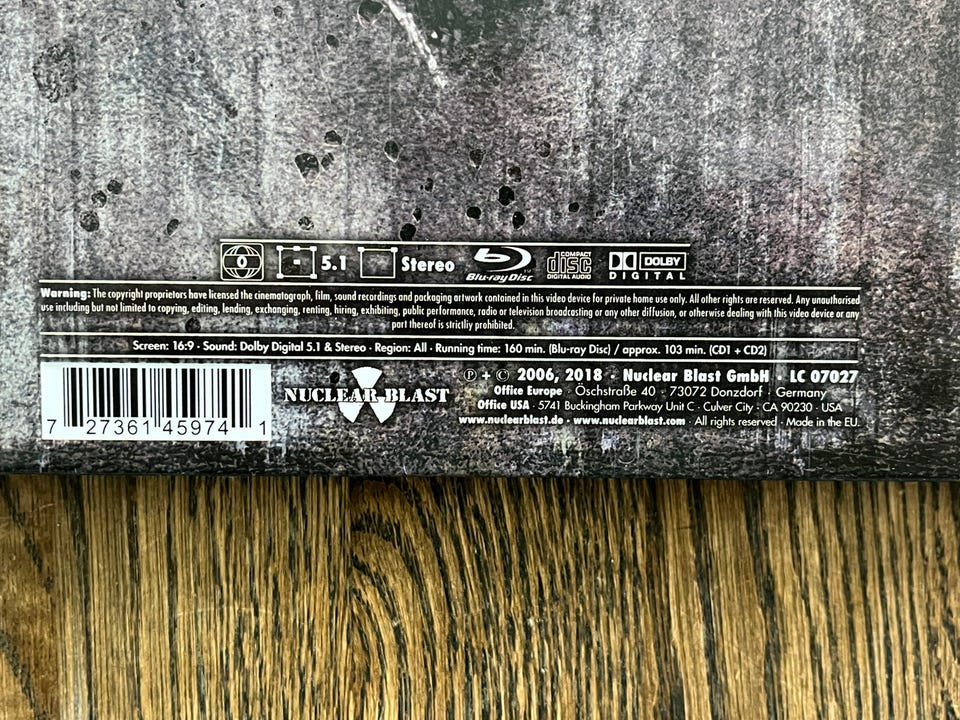 0 5.1 Stereo Blu-ray Disc COMPACT disc DIGITAL AUDIO DOLBY DIGITAL
Warning: The copyright proprietors have licensed the cinematograph, film, sound recordings and packaging artwork contained in this video device for private home use only. All other rights are reserved. Any unauthorised
use including but not limited to copying, editing, lending, exchanging, renting, hiring, exhibiting, public performance, radio or television broadcasting or any other diffusion, or otherwise dealing with this video device or any
part thereof is strictliy prohibited.
Screen: 16:9 · Sound: Dolby Digital 5.1 & Stereo · Region: All · Running time: 160 min. (Blu-ray Disc) / approx. 103 min. (CD1 + CD2)
7 27361 45974 1
NUCLEAR BLAST
℗ + © 2006, 2018 · Nuclear Blast GmbH · LC 07027
Office Europe · Öschstraße 40 · 73072 Donzdorf · Germany
Office USA · 5741 Buckingham Parkway Unit C · Culver City · CA 90230 · USA
www.nuclearblast.de · www.nuclearblast.com · All rights reserved · Made in the EU.